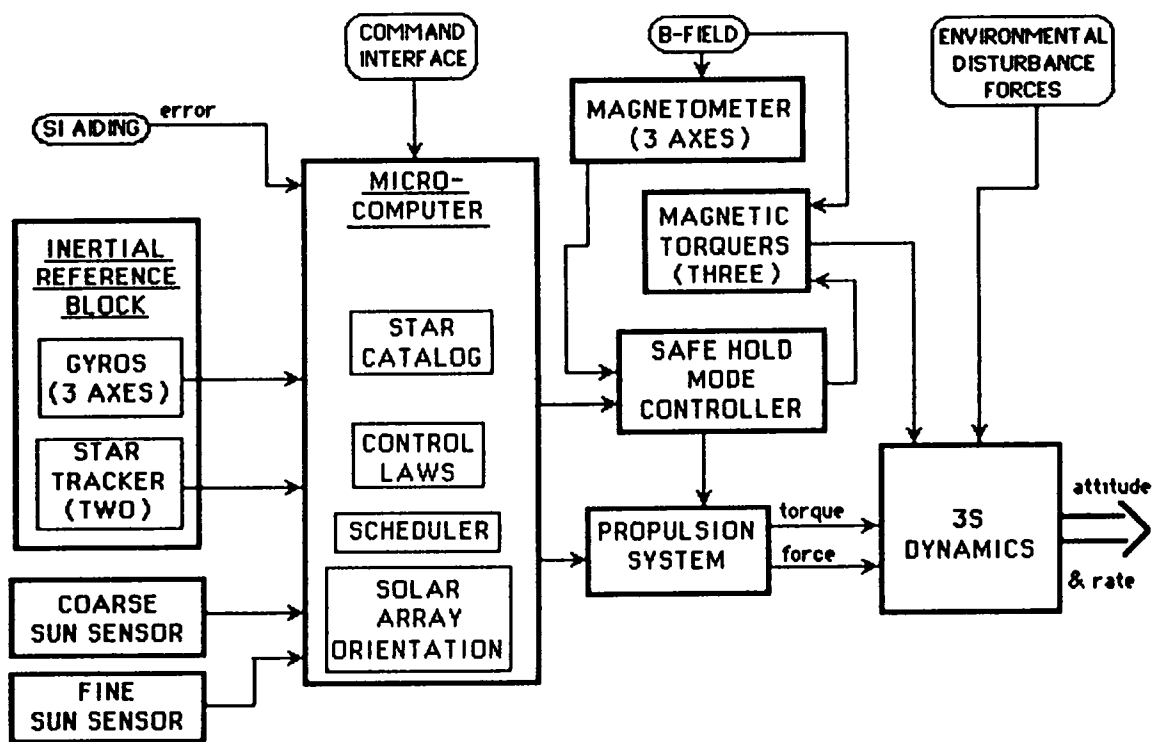 COMMAND
INTERFACE
B-FIELD
ENVIRONMENTAL
DISTURBANCE
FORCES
SI AIDING
error
MAGNETOMETER
(3 AXES)
MICRO-
COMPUTER
MAGNETIC
TORQUERS
(THREE)
INERTIAL
REFERENCE
BLOCK
GYROS
(3 AXES)
STAR
TRACKER
(TWO)
STAR
CATALOG
CONTROL
LAWS
SCHEDULER
SOLAR
ARRAY
ORIENTATION
SAFE HOLD
MODE
CONTROLLER
PROPULSION
SYSTEM
torque
force
3S
DYNAMICS
attitude
& rate
COARSE
SUN SENSOR
FINE
SUN SENSOR